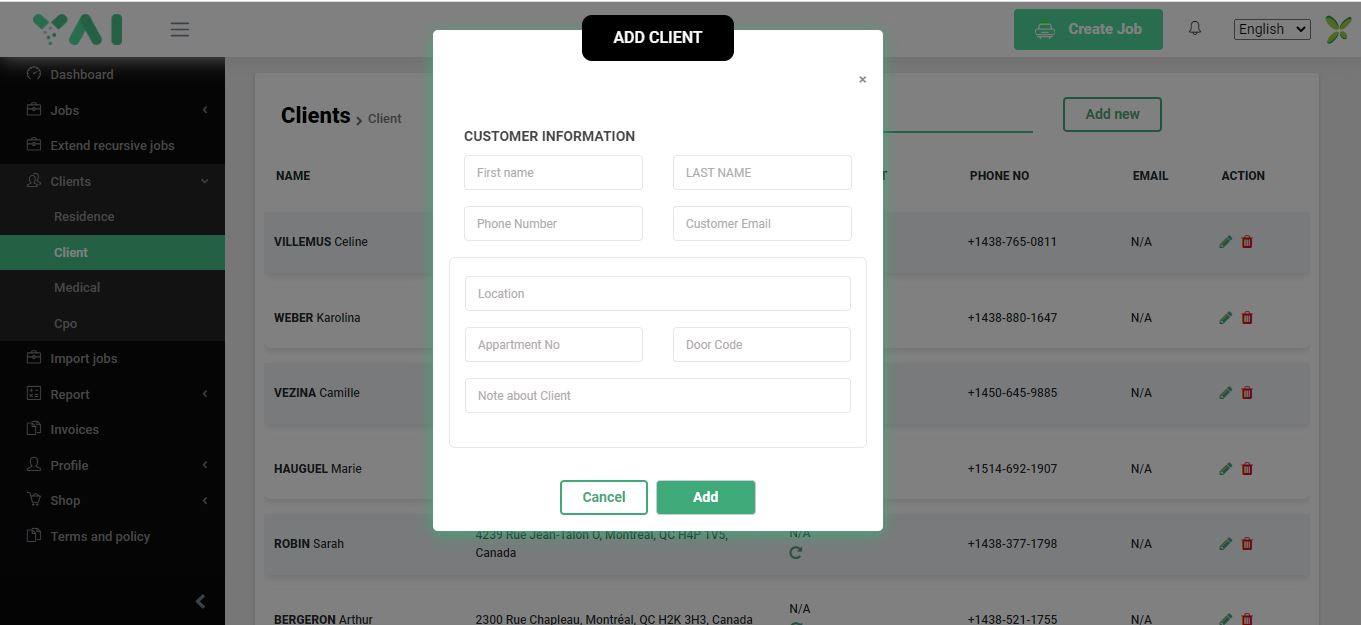 YAI
Create Job
English
ADD CLIENT
×
Dashboard
Jobs
Extend recursive jobs
Clients
Residence
Client
Medical
Cpo
Import jobs
Report
Invoices
Profile
Shop
Terms and policy
Clients > Client
Add new
NAME
T
PHONE NO
EMAIL
ACTION
VILLEMUS Celine
+1438-765-0811
N/A
WEBER Karolina
+1438-880-1647
N/A
VEZINA Camille
+1450-645-9885
N/A
HAUGUEL Marie
+1514-692-1907
N/A
ROBIN Sarah
4239 Rue Jean-Talon O, Montréal, QC H4P 1V5,
Canada
N/A
+1438-377-1798
N/A
BERGERON Arthur
2300 Rue Chapleau, Montréal, QC H2K 3H3, Canada
N/A
+1438-521-1755
N/A
CUSTOMER INFORMATION
First name
LAST NAME
Phone Number
Customer Email
Location
Appartment No
Door Code
Note about Client
Cancel
Add